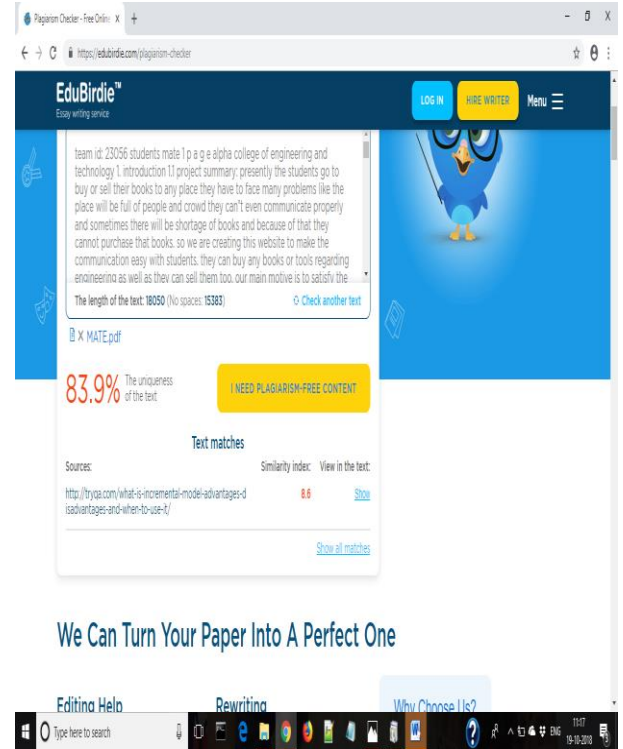 Plagiarism Checker - Free Online
https://edubirdie.com/plagiarism-checker
EduBirdie™
Essay writing service
LOG IN
HIRE WRITER
Menu
team id: 23056 students mate 1 p a g e alpha college of engineering and
technology 1. introduction 1.1 project summary: presently the students go to
buy or sell their books to any place they have to face many problems like the
place will be full of people and crowd they can't even communicate properly
and sometimes there will be shortage of books and because of that they
cannot purchase that books. so we are creating this website to make the
communication easy with students. they can buy any books or tools regarding
engineering as well as they can sell them too. our main motive is to satisfy the
The length of the text: 18050 (No spaces: 15383)
Check another text
X MATE.pdf
83.9%
The uniqueness
of the text
I NEED PLAGIARISM-FREE CONTENT
Text matches
Sources:
Similarity index:
View in the text:
http://tryqa.com/what-is-incremental-model-advantages-d
isadvantages-and-when-to-use-it/
8.6
Show
Show all matches
We Can Turn Your Paper Into A Perfect One
Editing Help
Rewriting
Why Choose Us?
Type here to search
ENG
11:17
19-10-2018